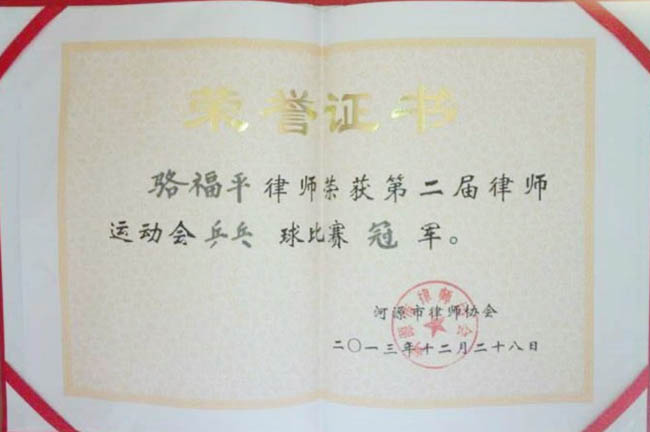 荣誉证书
骆福平律师荣获第二届律师
运动会乒乓球比赛冠军。
河源市律师协会
二〇一三年十二月二十八日